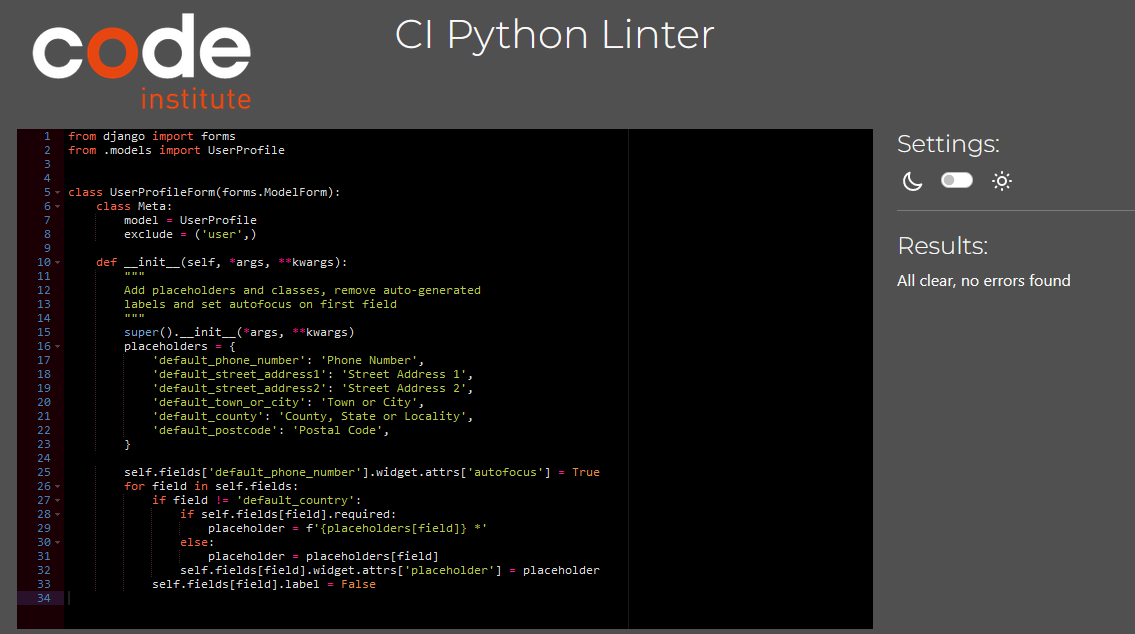 code
institute
CI Python Linter
1 from django import forms
2 from .models import UserProfile
3
4
5 class UserProfileForm(forms.ModelForm):
6     class Meta:
7         model = UserProfile
8         exclude = ('user',)
9
10     def __init__(self, *args, **kwargs):
11         """
12         Add placeholders and classes, remove auto-generated
13         labels and set autofocus on first field
14         """
15         super().__init__(*args, **kwargs)
16         placeholders = {
17             'default_phone_number': 'Phone Number',
18             'default_street_address1': 'Street Address 1',
19             'default_street_address2': 'Street Address 2',
20             'default_town_or_city': 'Town or City',
21             'default_county': 'County, State or Locality',
22             'default_postcode': 'Postal Code',
23         }
24
25         self.fields['default_phone_number'].widget.attrs['autofocus'] = True
26         for field in self.fields:
27             if field != 'default_country':
28                 if self.fields[field].required:
29                     placeholder = f'{placeholders[field]} *'
30                 else:
31                     placeholder = placeholders[field]
32                 self.fields[field].widget.attrs['placeholder'] = placeholder
33             self.fields[field].label = False
34
Settings:
Results:
All clear, no errors found